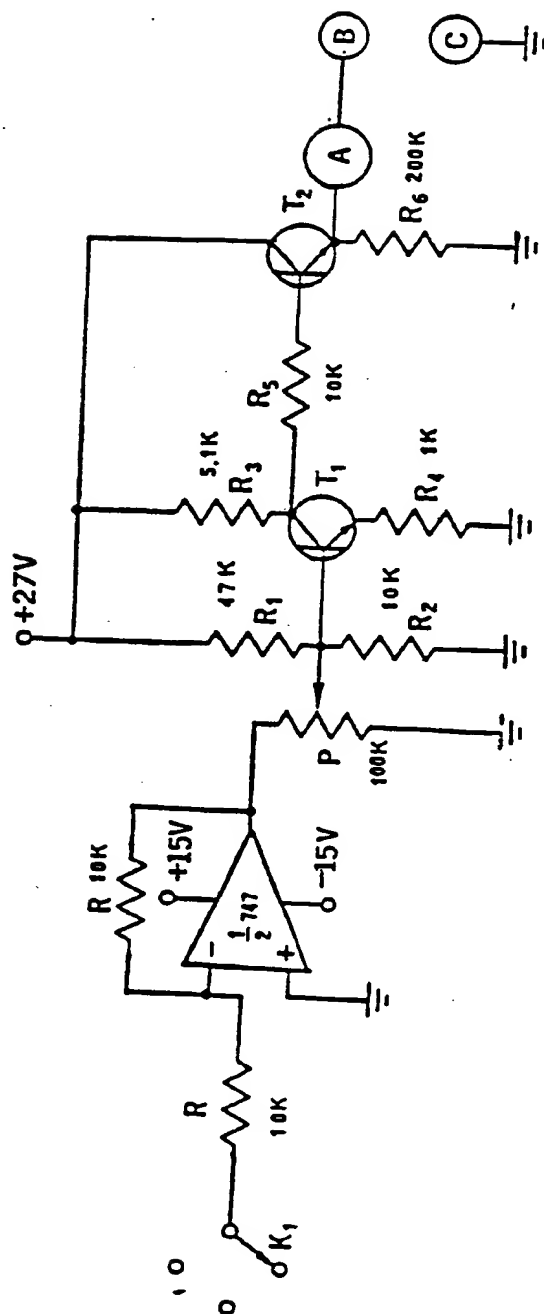 K₁
R
10K
R
10K
+15V
½ 747
-
+
-15V
P
100K
+27V
47K
R₁
10K
R₂
5.1K
R₃
T₁
R₄ 1K
R₅
10K
T₂
R₆ 200K
A
B
C